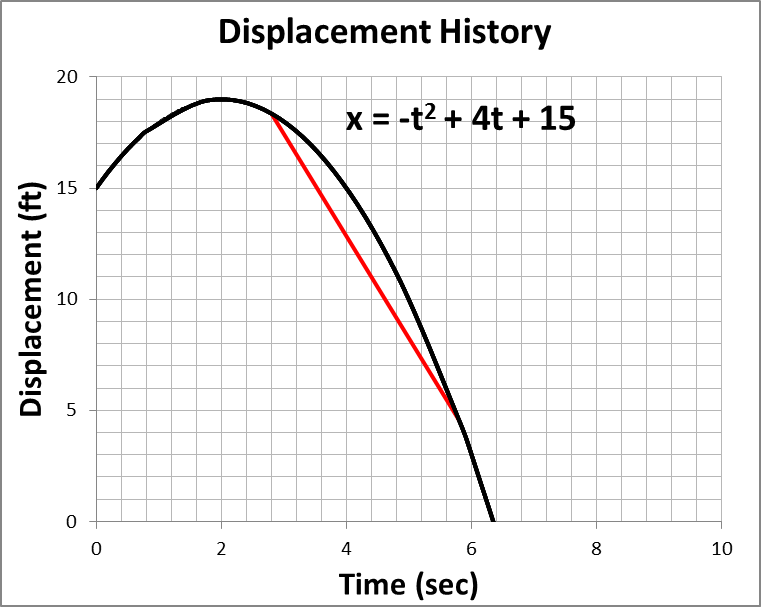 Displacement History
x = -t² + 4t + 15
Displacement (ft)
20
15
10
5
0
0 2 4 6 8 10
Time (sec)